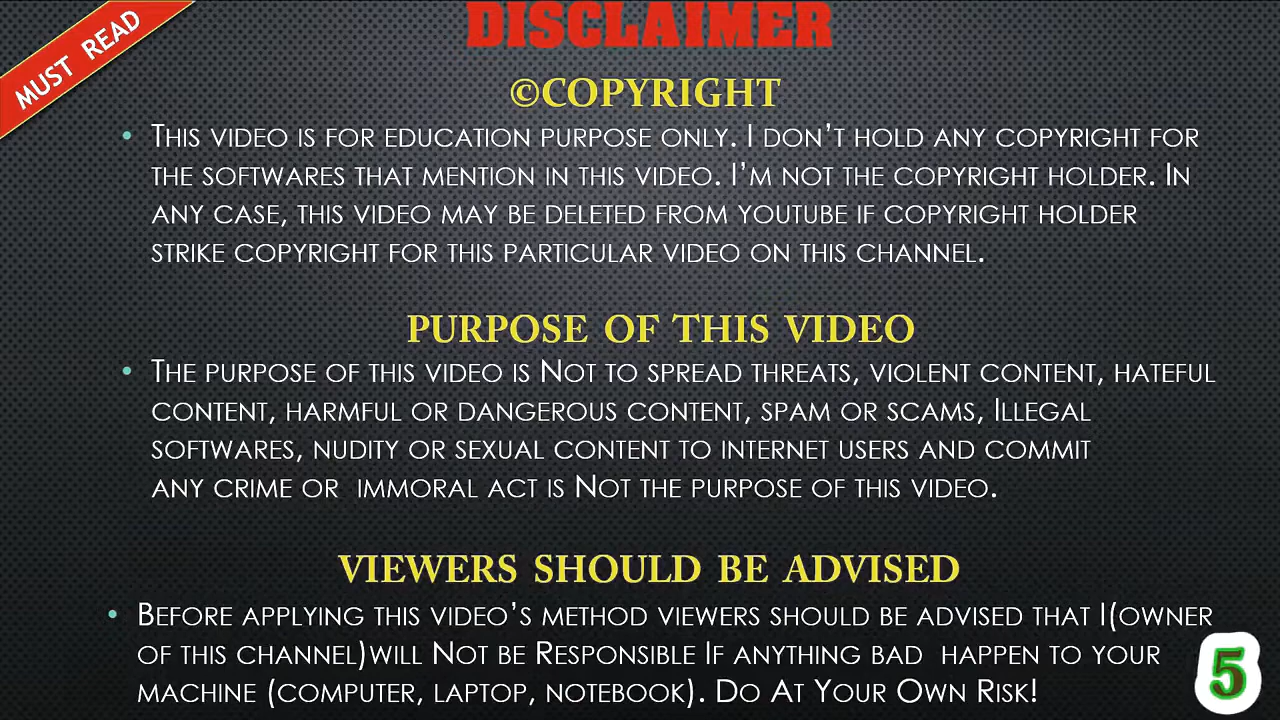 MUST READ
DISCLAIMER
©COPYRIGHT
• THIS VIDEO IS FOR EDUCATION PURPOSE ONLY. I DON'T HOLD ANY COPYRIGHT FOR
THE SOFTWARES THAT MENTION IN THIS VIDEO. I'M NOT THE COPYRIGHT HOLDER. IN
ANY CASE, THIS VIDEO MAY BE DELETED FROM YOUTUBE IF COPYRIGHT HOLDER
STRIKE COPYRIGHT FOR THIS PARTICULAR VIDEO ON THIS CHANNEL.
PURPOSE OF THIS VIDEO
• THE PURPOSE OF THIS VIDEO IS NOT TO SPREAD THREATS, VIOLENT CONTENT, HATEFUL
CONTENT, HARMFUL OR DANGEROUS CONTENT, SPAM OR SCAMS, ILLEGAL
SOFTWARES, NUDITY OR SEXUAL CONTENT TO INTERNET USERS AND COMMIT
ANY CRIME OR IMMORAL ACT IS NOT THE PURPOSE OF THIS VIDEO.
VIEWERS SHOULD BE ADVISED
• BEFORE APPLYING THIS VIDEO'S METHOD VIEWERS SHOULD BE ADVISED THAT I(OWNER
OF THIS CHANNEL)WILL NOT BE RESPONSIBLE IF ANYTHING BAD HAPPEN TO YOUR
MACHINE (COMPUTER, LAPTOP, NOTEBOOK). DO AT YOUR OWN RISK!
5